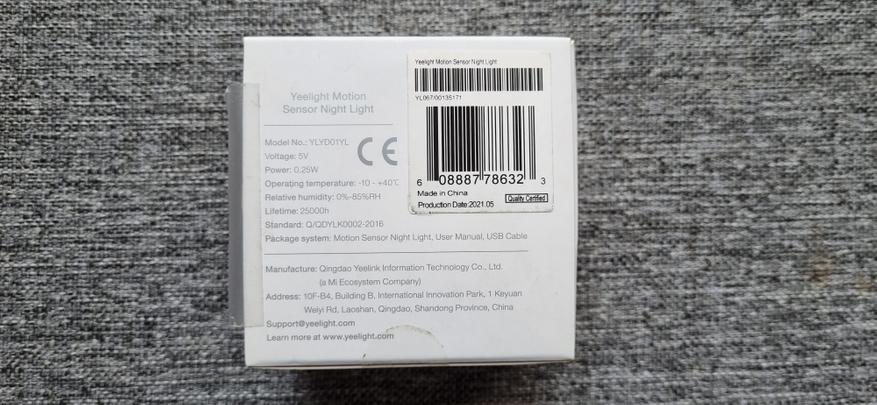 Yeelight Motion
Sensor Night Light
Model No.: YLYD01YL
Voltage: 5V
Power: 0.25W
Operating temperature: -10 - +40℃
Relative humidity: 0%-85%RH
Lifetime: 25000h
Standard: Q/QDYLK0002-2016
Package system: Motion Sensor Night Light, User Manual, USB Cable
CE
Yeelight Motion Sensor Night Light
YL067/00135171
6 08887 78632 3
Made in China
Production Date:2021.05
Quality Certified
Manufacture: Qingdao Yeelink Information Technology Co., Ltd.
(a Mi Ecosystem Company)
Address: 10F-B4, Building B, International Innovation Park, 1 Keyuan
Weiyi Rd, Laoshan, Qingdao, Shandong Province, China
Support@yeelight.com
Learn more at www.yeelight.com